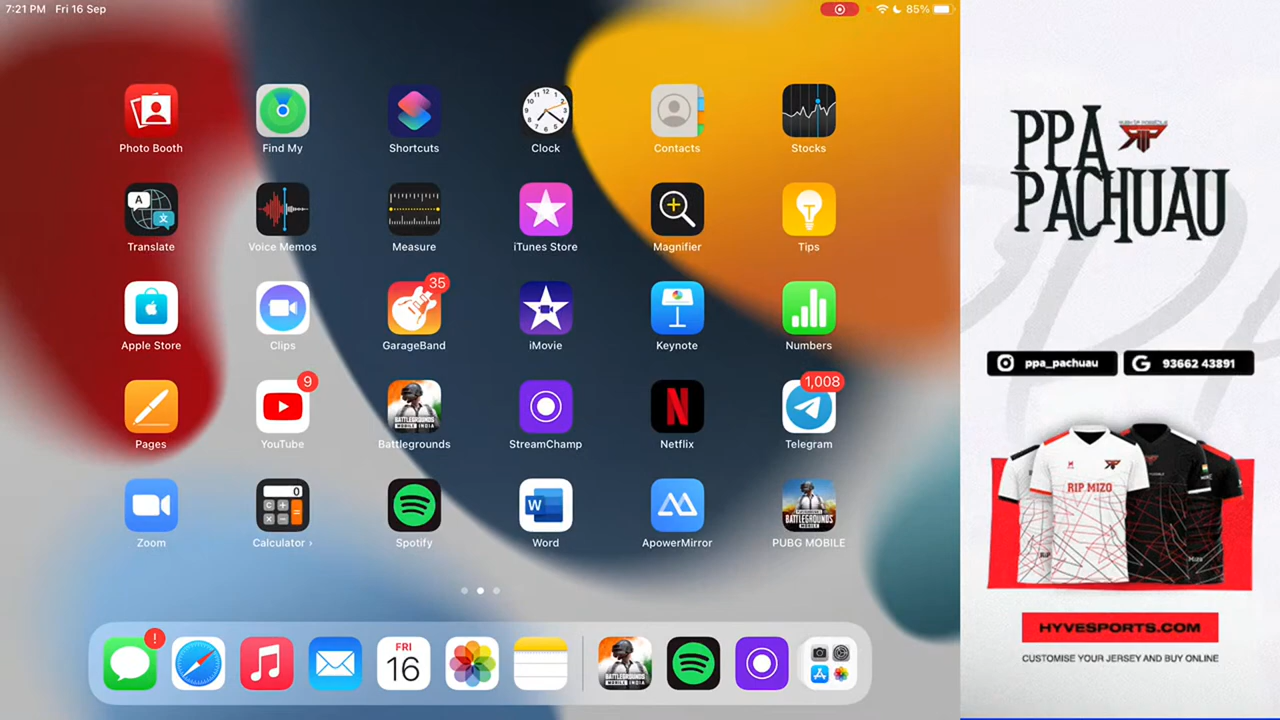 7:21 PM Fri 16 Sep
85%
Photo Booth
Find My
Shortcuts
Clock
Contacts
Stocks
Translate
Voice Memos
Measure
iTunes Store
Magnifier
Tips
35
Apple Store
Clips
GarageBand
iMovie
Keynote
Numbers
9
1,008
Pages
YouTube
Battlegrounds
StreamChamp
Netflix
Telegram
Zoom
Calculator ›
Spotify
Word
ApowerMirror
PUBG MOBILE
FRI
16
PPA
PACHUAU
RIP
ppa_pachuau
93662 43891
RIP MIZO
HYVESPORTS.COM
CUSTOMISE YOUR JERSEY AND BUY ONLINE